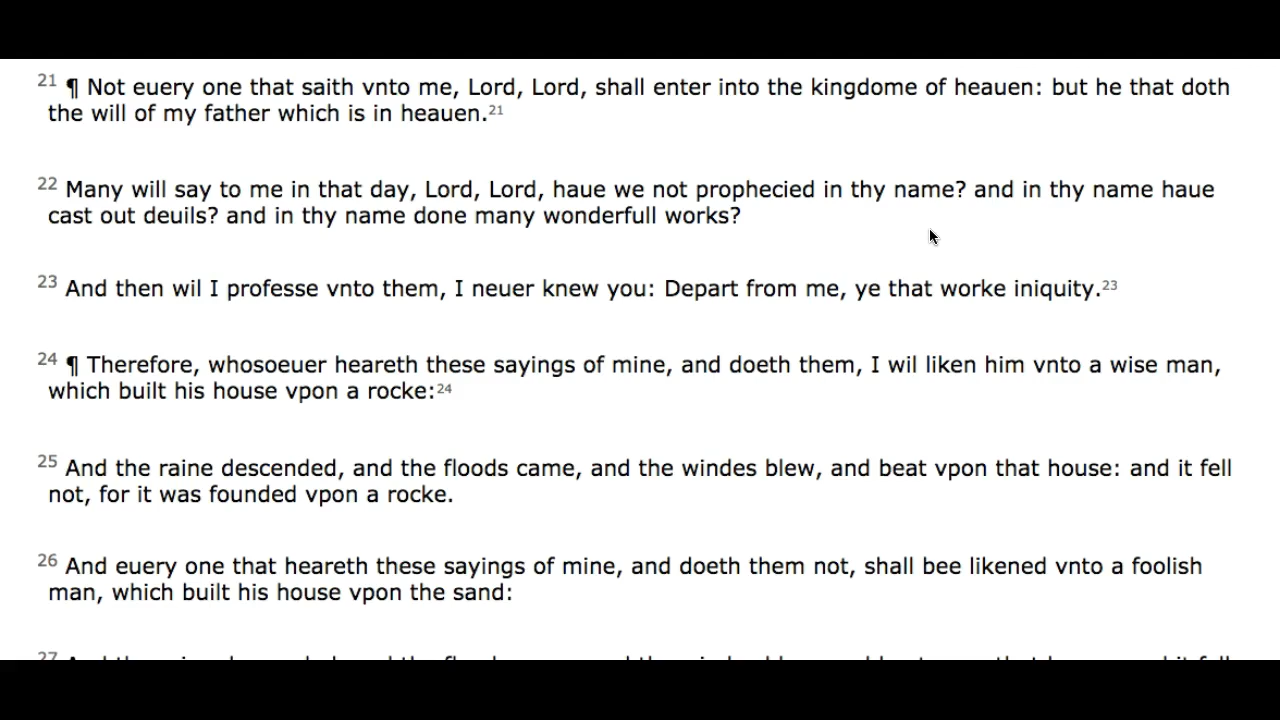 21 ¶ Not euery one that saith vnto me, Lord, Lord, shall enter into the kingdome of heauen: but he that doth
the will of my father which is in heauen.21
22 Many will say to me in that day, Lord, Lord, haue we not prophecied in thy name? and in thy name haue
cast out deuils? and in thy name done many wonderfull works?
23 And then wil I professe vnto them, I neuer knew you: Depart from me, ye that worke iniquity.23
24 ¶ Therefore, whosoeuer heareth these sayings of mine, and doeth them, I wil liken him vnto a wise man,
which built his house vpon a rocke:24
25 And the raine descended, and the floods came, and the windes blew, and beat vpon that house: and it fell
not, for it was founded vpon a rocke.
26 And euery one that heareth these sayings of mine, and doeth them not, shall bee likened vnto a foolish
man, which built his house vpon the sand:
27